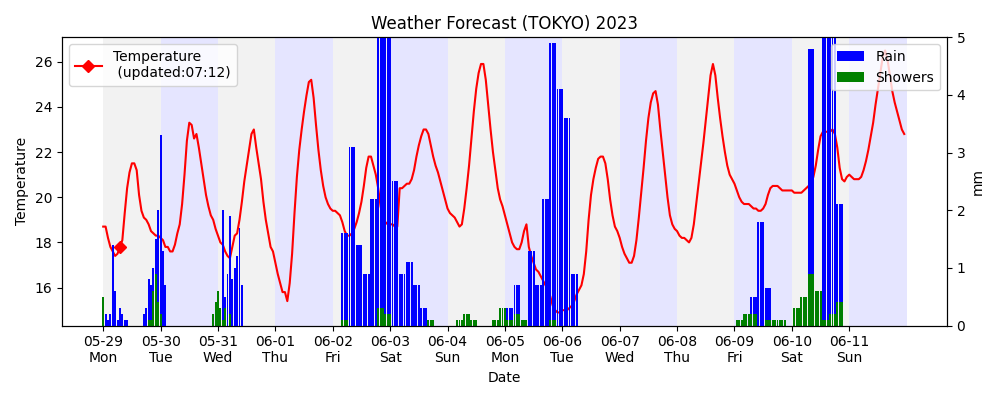 Weather Forecast (TOKYO) 2023
Temperature
(updated:07:12)
Rain
Showers
Temperature
26
24
22
20
18
16
5
4
3
2
1
0
mm
05-29 05-30 05-31 06-01 06-02 06-03 06-04 06-05 06-06 06-07 06-08 06-09 06-10 06-11
Mon Tue Wed Thu Fri Sat Sun Mon Tue Wed Thu Fri Sat Sun
Date